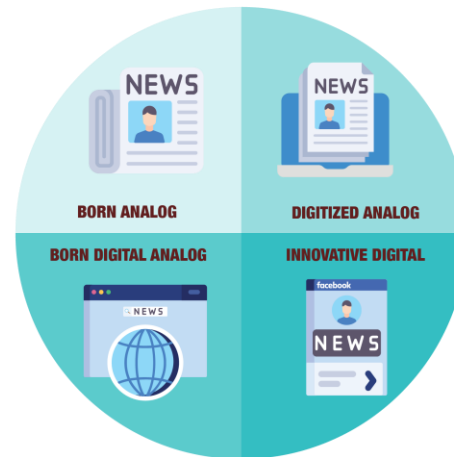 NEWS
NEWS
BORN ANALOG
DIGITIZED ANALOG
BORN DIGITAL ANALOG
INNOVATIVE DIGITAL
NEWS
facebook
NEWS